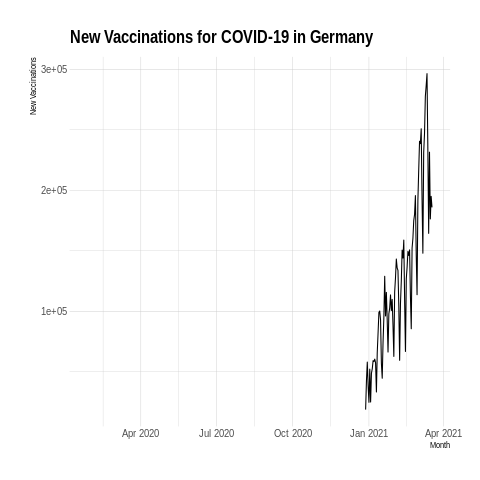 New Vaccinations for COVID-19 in Germany
New Vaccinations
3e+05
2e+05
1e+05
Apr 2020 Jul 2020 Oct 2020 Jan 2021 Apr 2021
Month